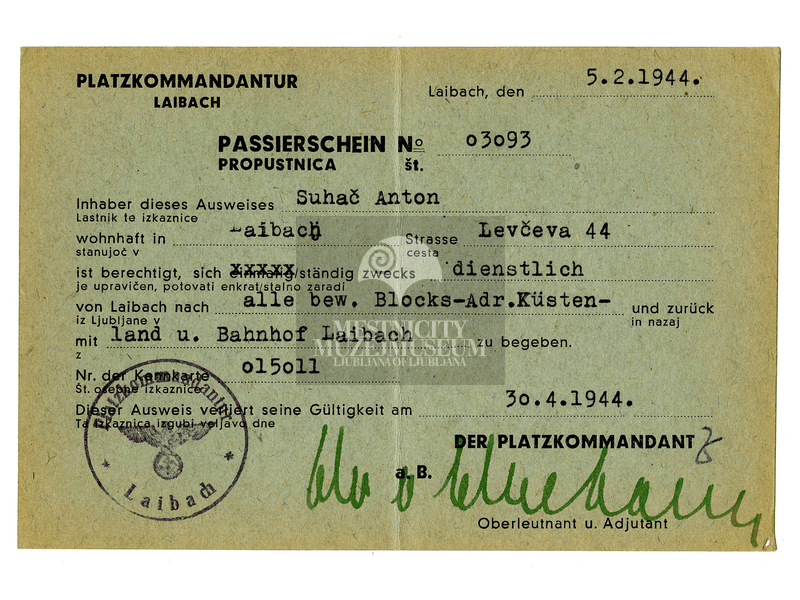 PLATZKOMMANDANTUR
LAIBACH
Laibach, den 5.2.1944.
PASSIERSCHEIN No 03093
PROPUSTNICA št.
Inhaber dieses Ausweises Suhač Anton
Lastnik te izkaznice
wohnhaft in Laibach Strasse Levčeva 44
stanujoč v cesta
ist berechtigt, sich einmalig/ständig zwecks dienstlich
je upravičen, potovati enkrat/stalno zaradi
von Laibach nach alle bew. Blocks-Adr.Küsten- und zurück
iz Ljubljane v in nazaj
mit land u. Bahnhof Laibach zu begeben.
z
Nr. der Kennkarte 015011
Št. osebne izkaznice
Dieser Ausweis verliert seine Gültigkeit am 30.4.1944.
Ta izkaznica izgubi veljavo dne
DER PLATZKOMMANDANT
a. B.
Oberleutnant u. Adjutant
Platzkommandantur
* Laibach *
MESTNI CITY
MUZEJ MUSEUM
LJUBLJANA OF LJUBLJANA